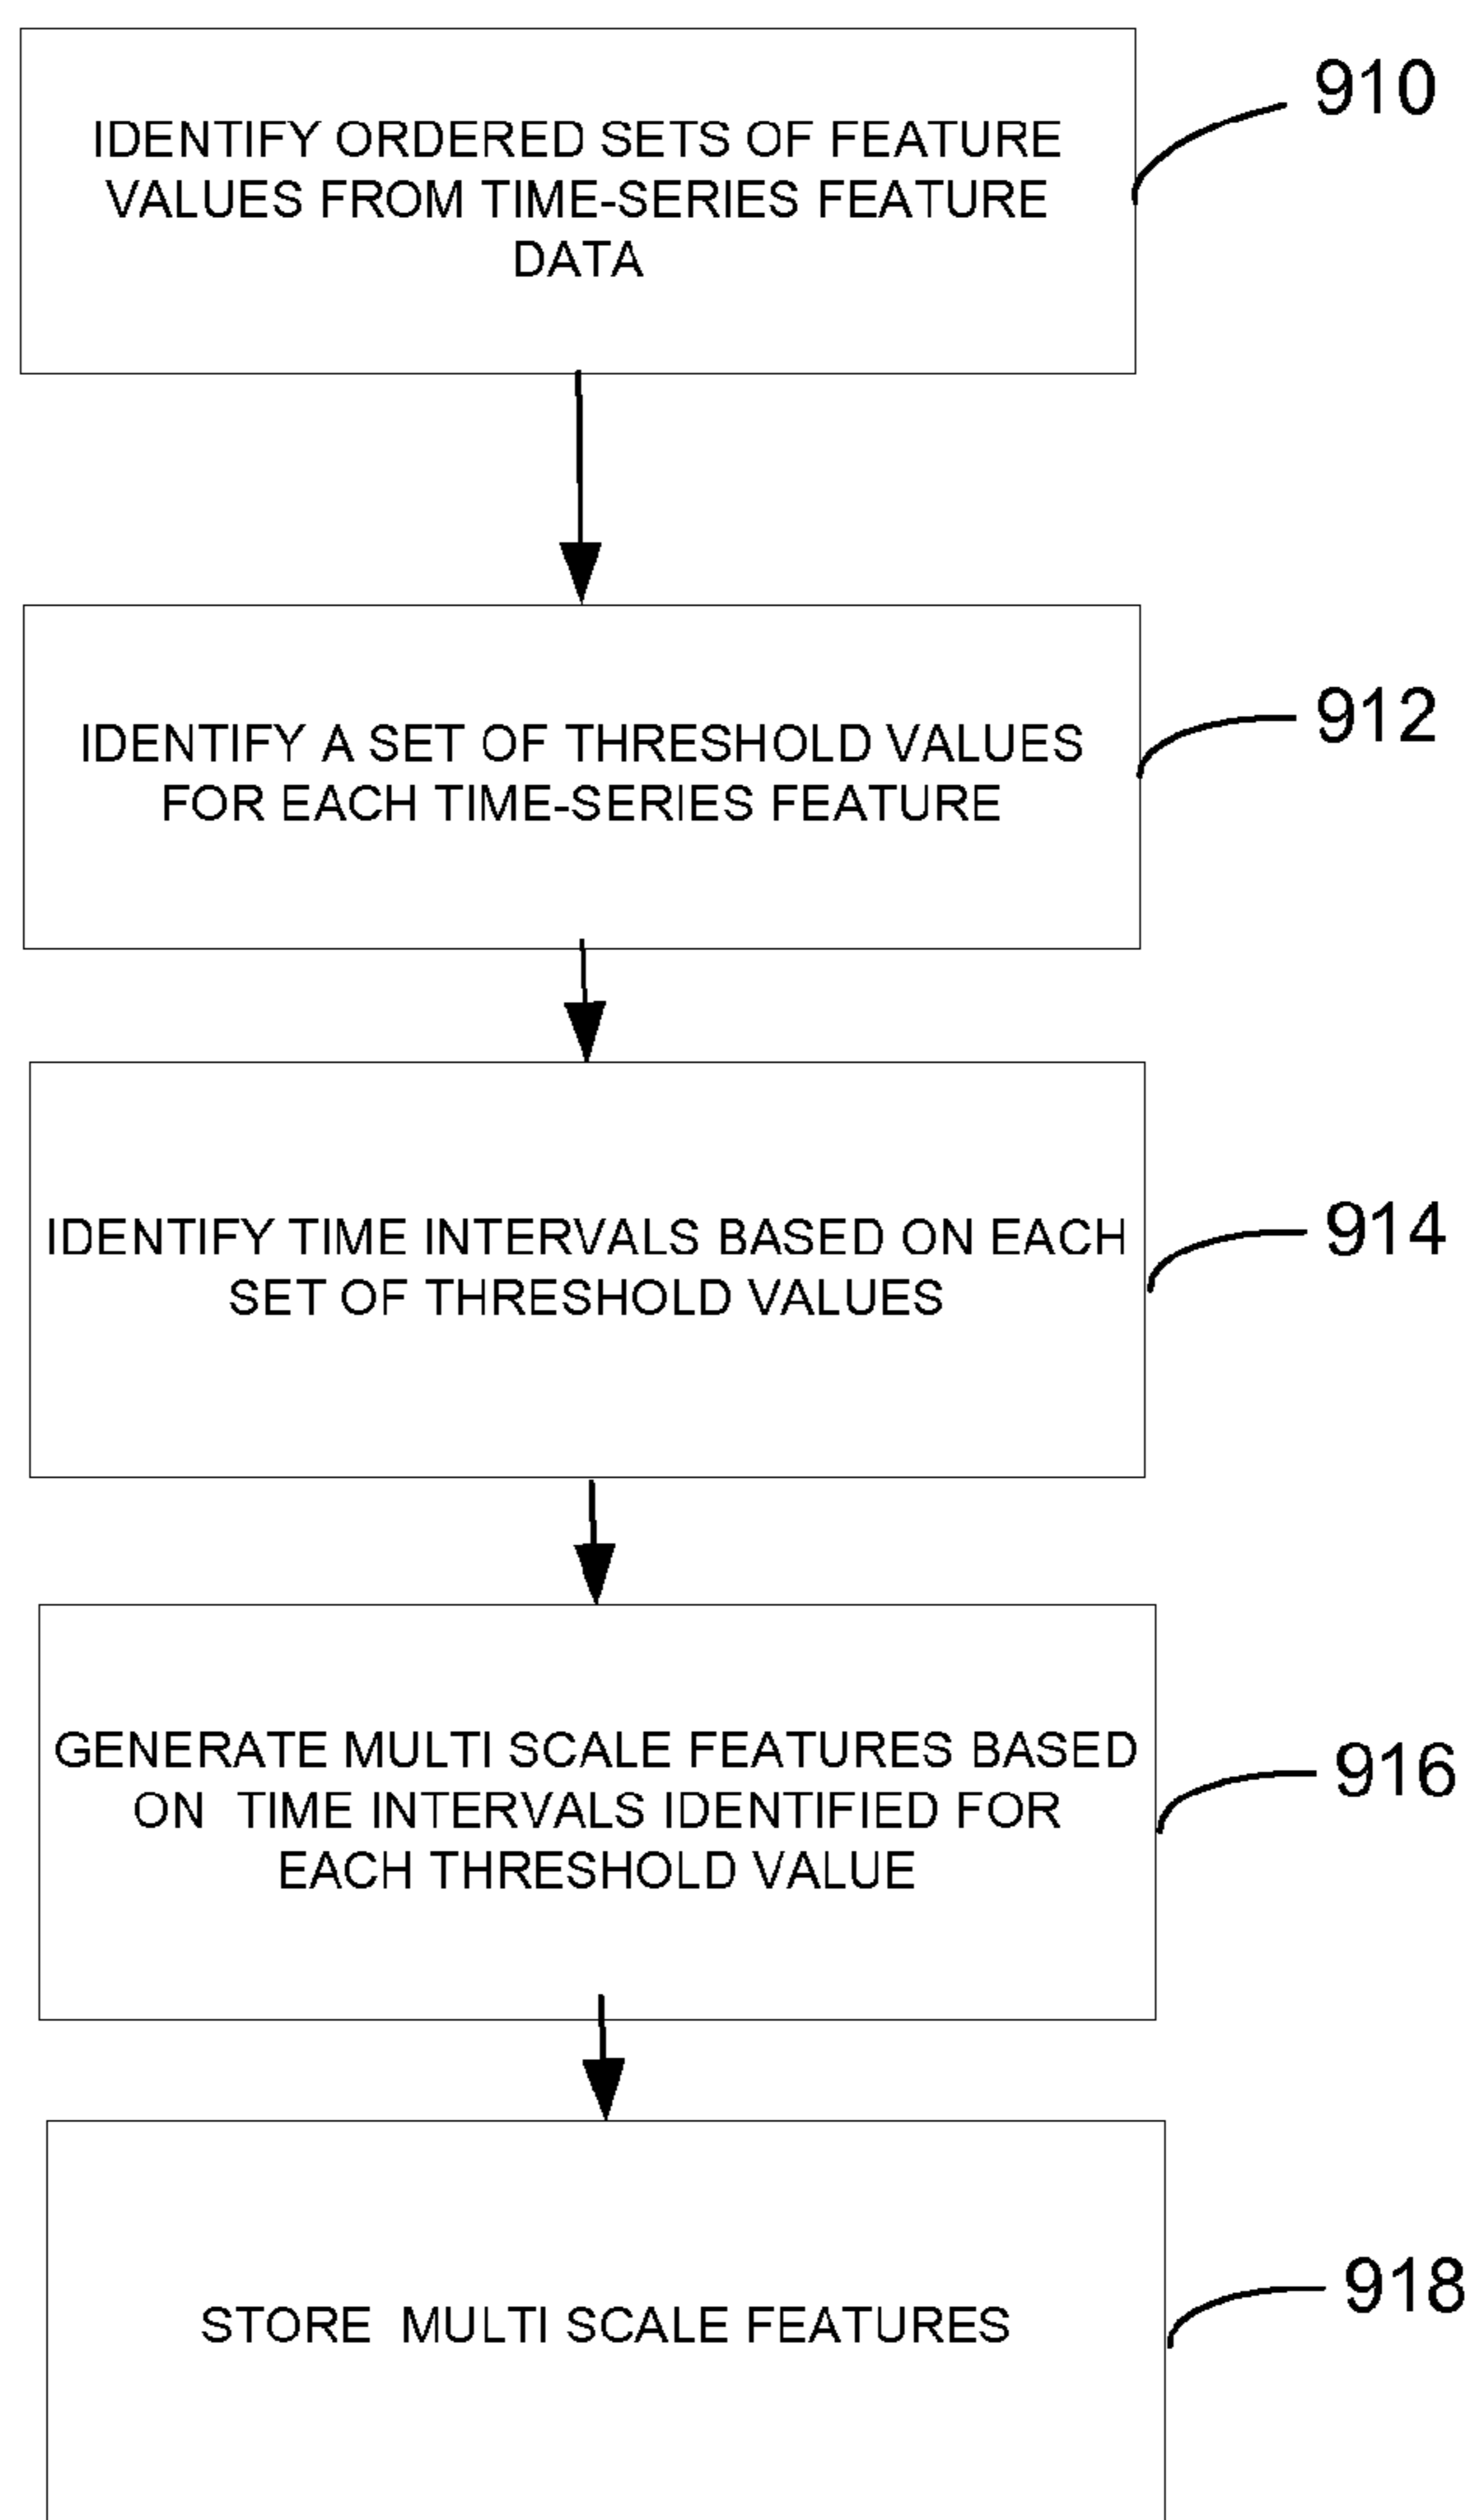 910
IDENTIFY ORDERED SETS OF FEATURE
VALUES FROM TIME-SERIES FEATURE
DATA
912
IDENTIFY A SET OF THRESHOLD VALUES
FOR EACH TIME-SERIES FEATURE
914
IDENTIFY TIME INTERVALS BASED ON EACH
SET OF THRESHOLD VALUES
916
GENERATE MULTI SCALE FEATURES BASED
ON TIME INTERVALS IDENTIFIED FOR
EACH THRESHOLD VALUE
918
STORE MULTI SCALE FEATURES